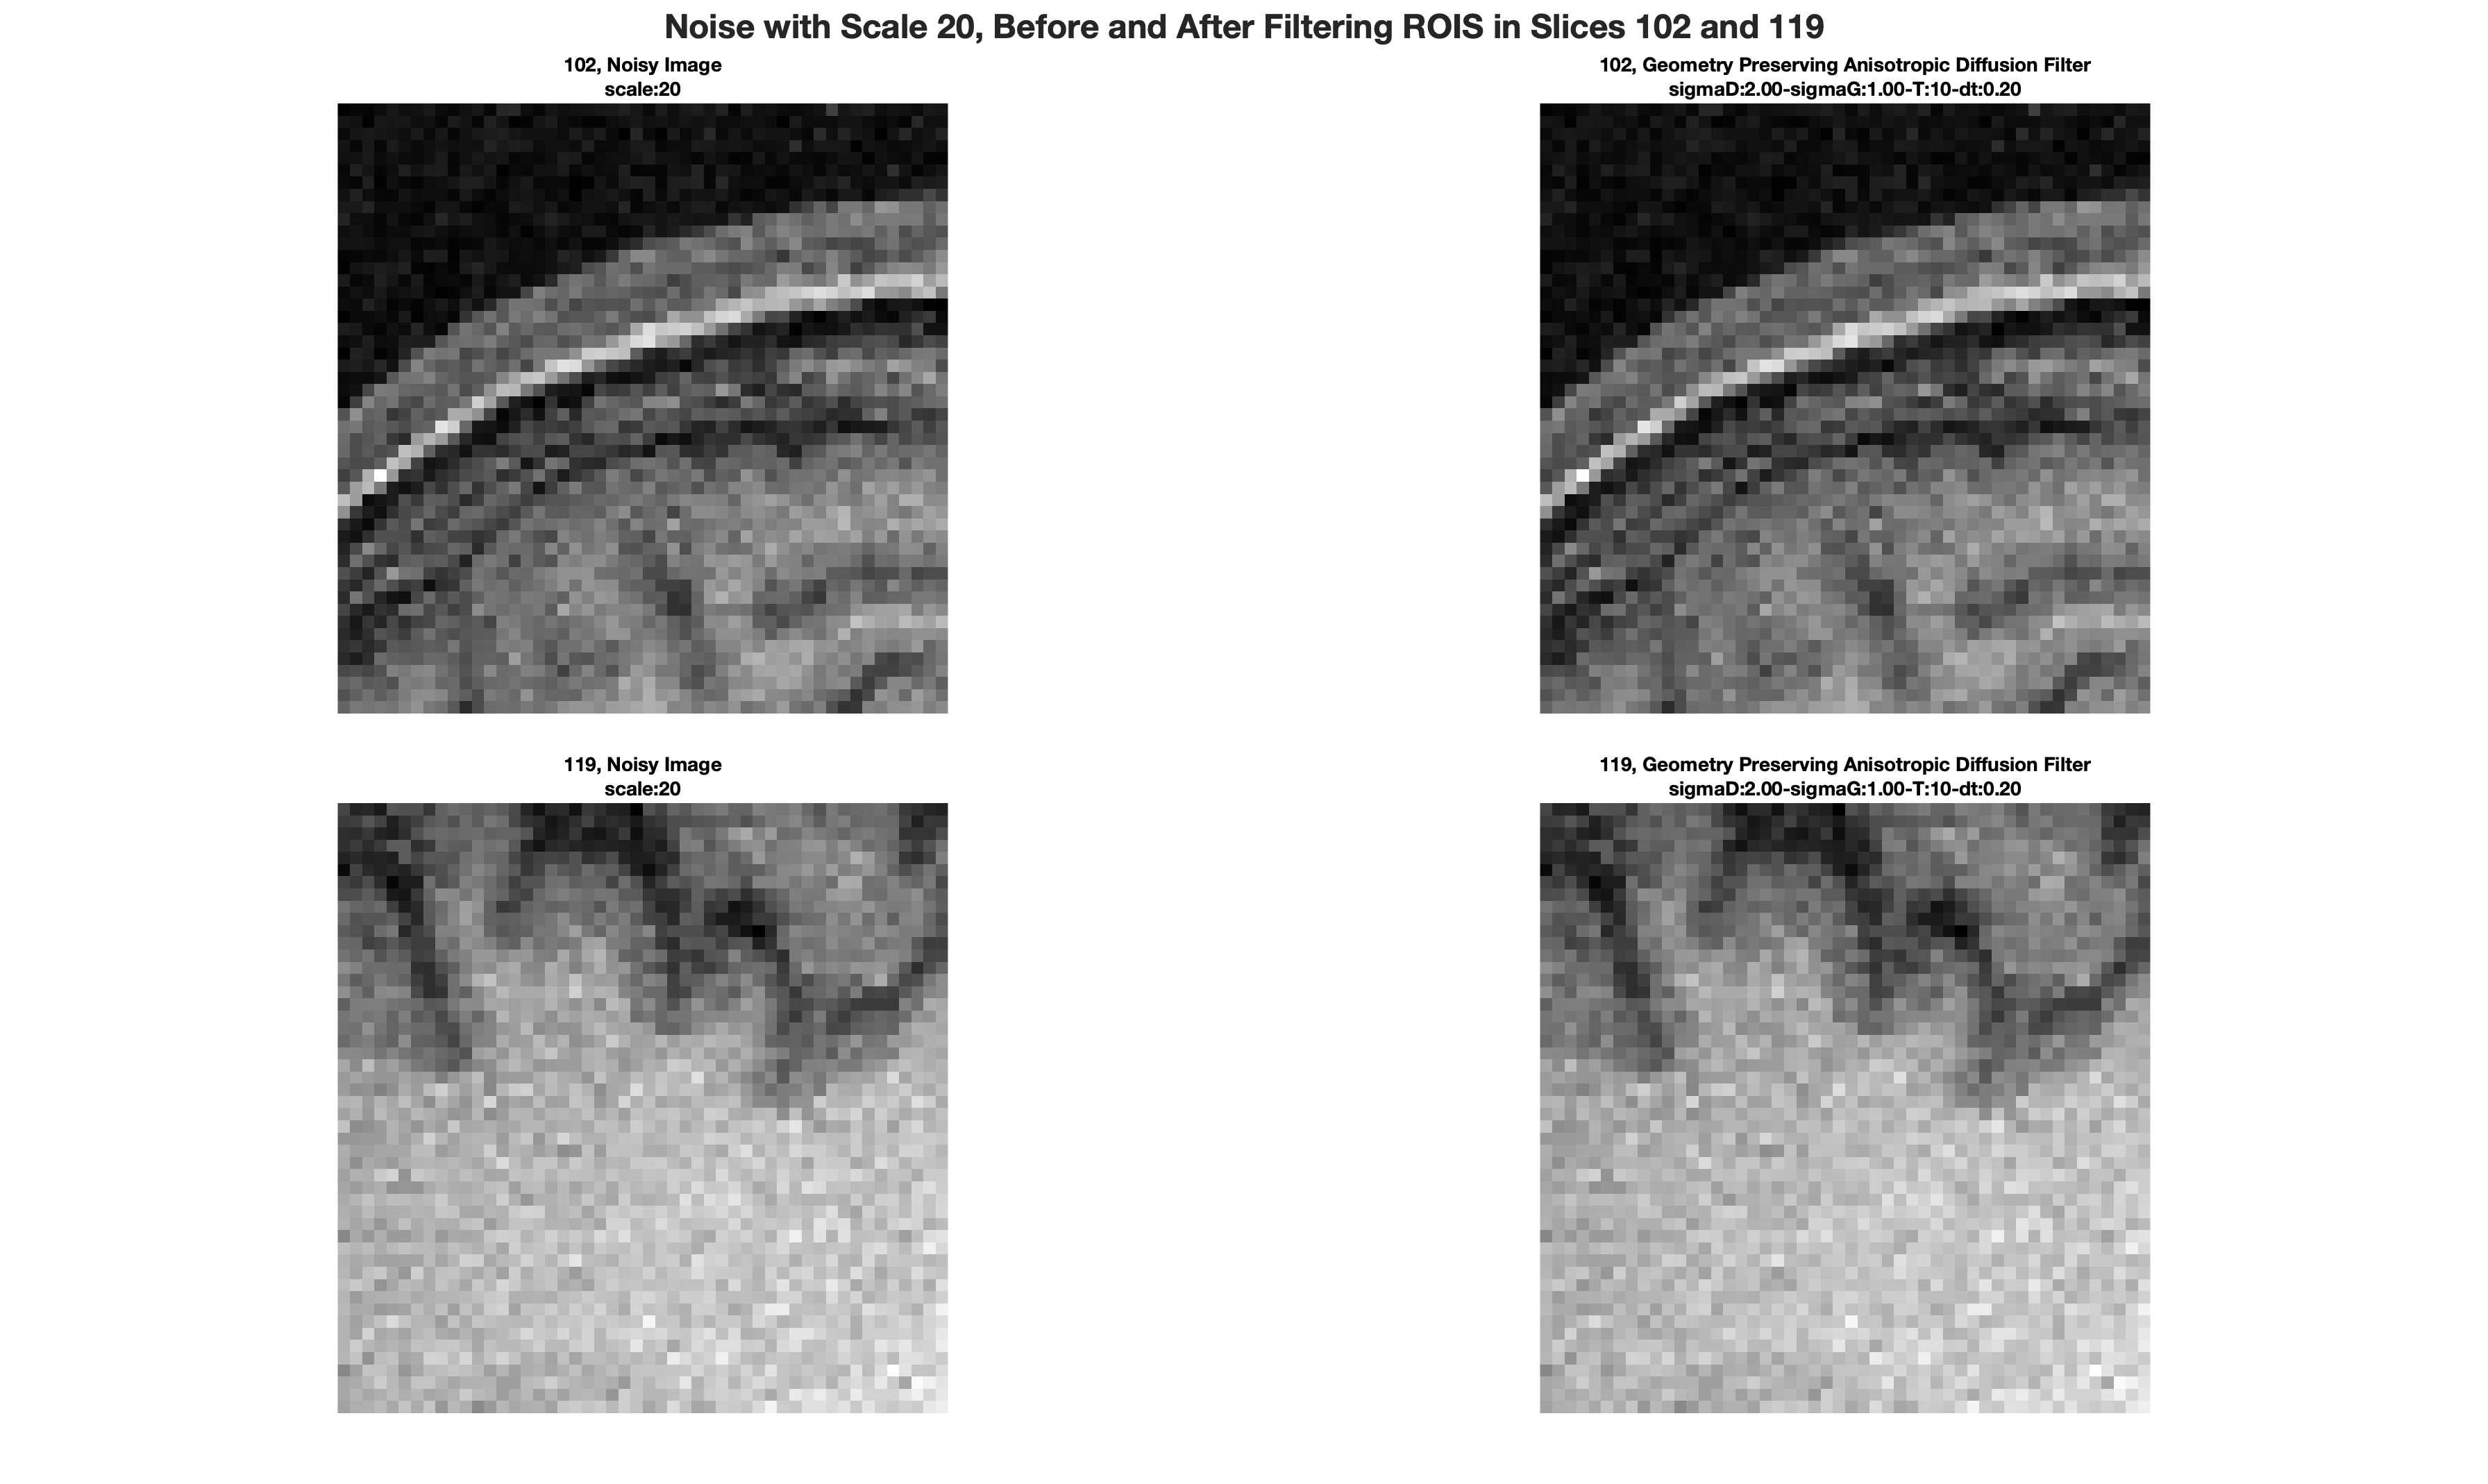 Noise with Scale 20, Before and After Filtering ROIS in Slices 102 and 119
102, Noisy Image
scale:20
102, Geometry Preserving Anisotropic Diffusion Filter
sigmaD:2.00-sigmaG:1.00-T:10-dt:0.20
119, Noisy Image
scale:20
119, Geometry Preserving Anisotropic Diffusion Filter
sigmaD:2.00-sigmaG:1.00-T:10-dt:0.20